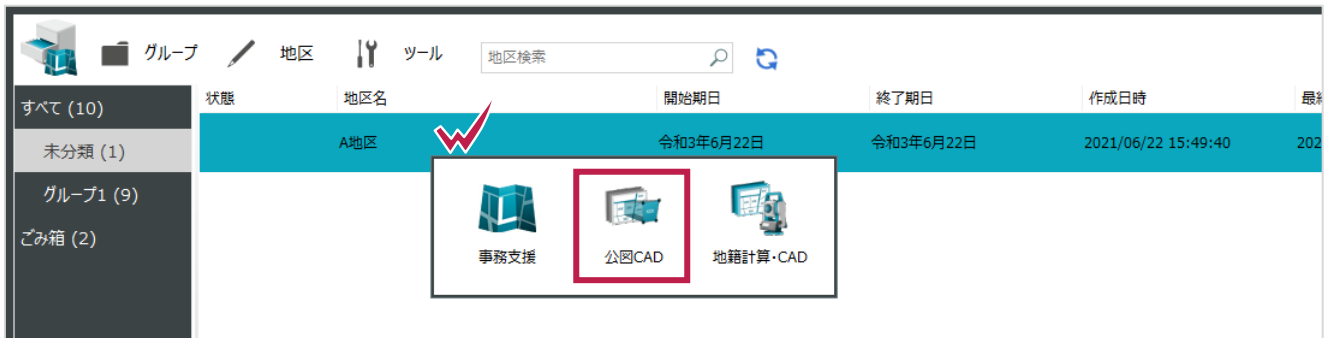 グループ 地区 ツール 地区検索
すべて (10)
未分類 (1)
グループ1 (9)
ごみ箱 (2)
状態 地区名 開始期日 終了期日 作成日時
A地区 令和3年6月22日 令和3年6月22日 2021/06/22 15:49:40 202
事務支援 公図CAD 地籍計算・CAD